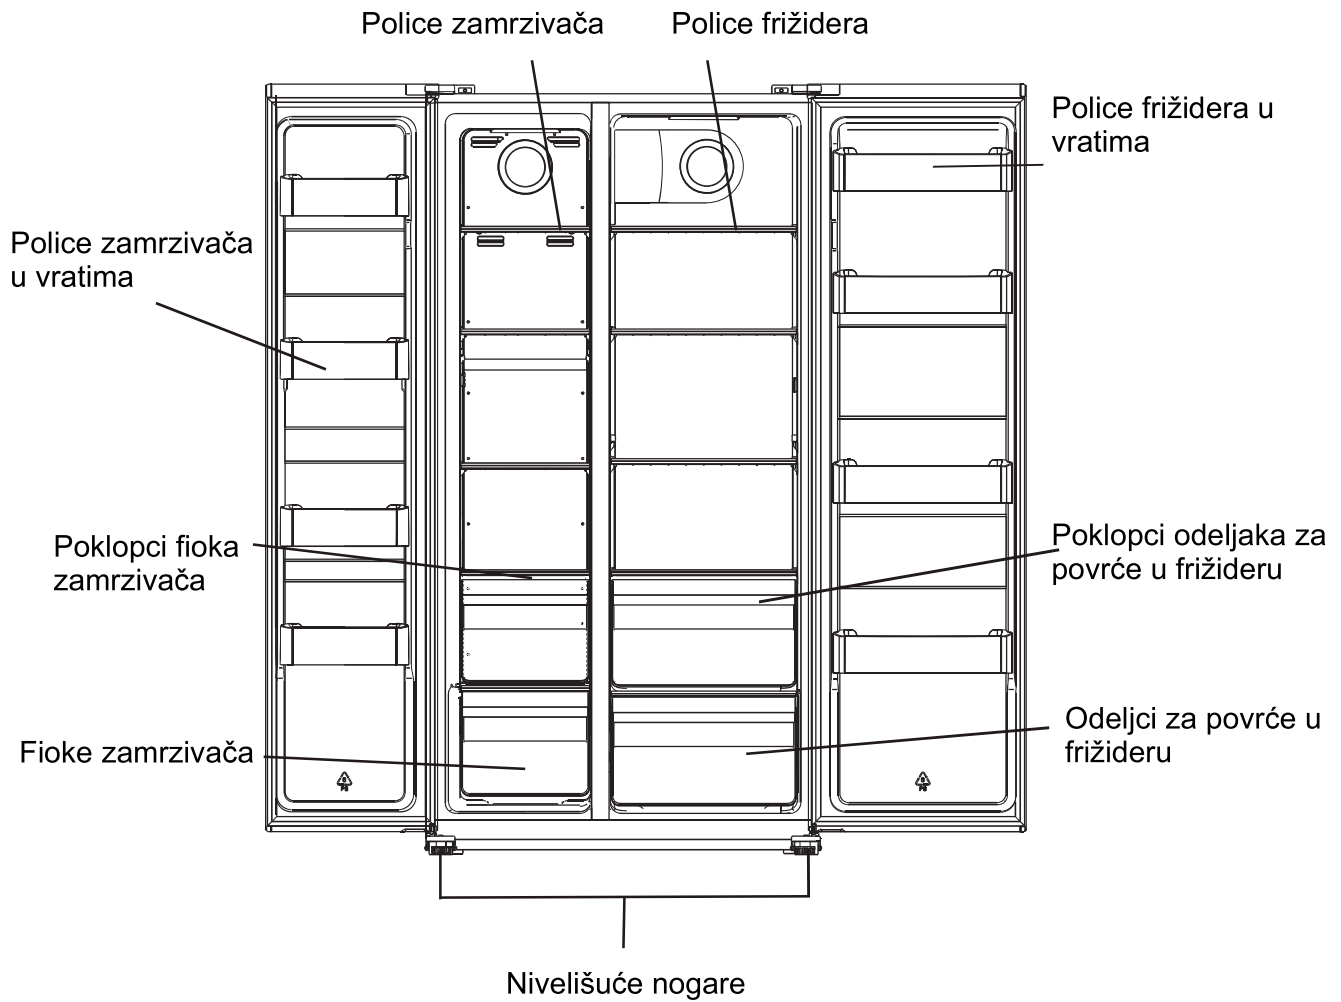 Police zamrzivača
Police frižidera
Police frižidera u
vratima
Police zamrzivača
u vratima
Poklopci fioka
zamrzivača
Poklopci odeljaka za
povrće u frižideru
Fioke zamrzivača
Odeljci za povrće u
frižideru
Nivelišuće nogare